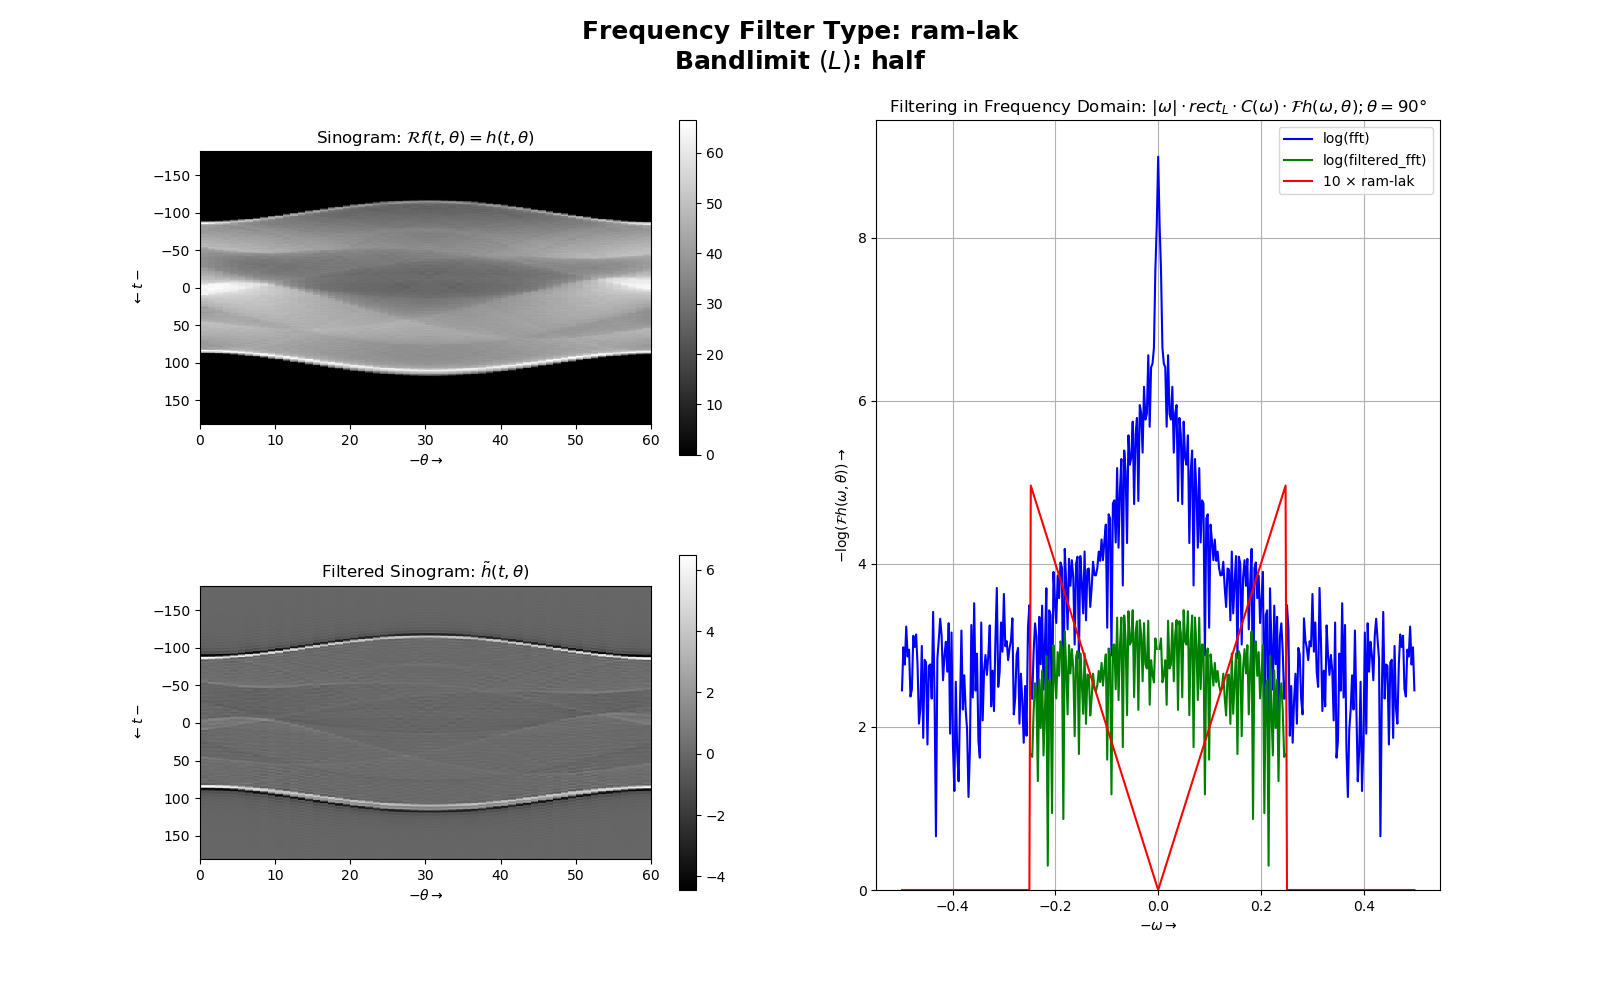 Frequency Filter Type: ram-lak
Bandlimit (L): half
Sinogram: ℛf(t, θ) = h(t, θ)
−150
−100
−50
0
50
100
150
← t −
0 10 20 30 40 50 60
−θ →
60
50
40
30
20
10
0
Filtered Sinogram: h̃(t, θ)
−150
−100
−50
0
50
100
150
← t −
0 10 20 30 40 50 60
−θ →
6
4
2
0
−2
−4
Filtering in Frequency Domain: |ω| · rect_L · C(ω) · ℱh(ω, θ); θ = 90°
log(fft)
log(filtered_fft)
10 × ram-lak
8
6
4
2
0
−log(ℱh(ω, θ)) →
−0.4 −0.2 0.0 0.2 0.4
−ω →